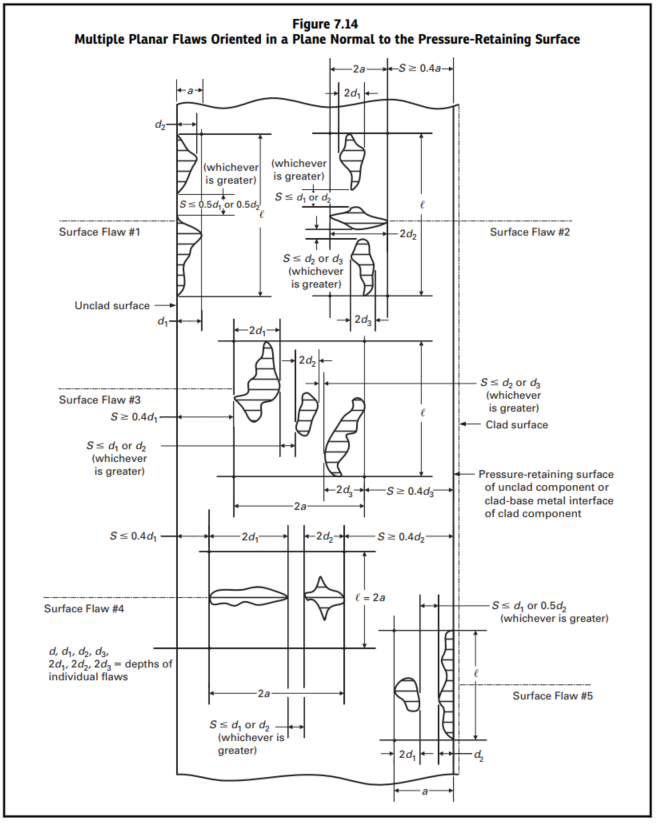 Figure 7.14
Multiple Planar Flaws Oriented in a Plane Normal to the Pressure-Retaining Surface
2a
S ≥ 0.4a
a
2d₁
d₂
(whichever
is greater)
S ≤ 0.5d₁ or 0.5d₂
ℓ
(whichever
is greater)
S ≤ d₁ or d₂
ℓ
Surface Flaw #1
2d₂
Surface Flaw #2
S ≤ d₂ or d₃
(whichever
is greater)
Unclad surface
d₁
2d₃
2d₁
2d₂
Surface Flaw #3
S ≥ 0.4d₁
ℓ
S ≤ d₂ or d₃
(whichever
is greater)
Clad surface
S ≤ d₁ or d₂
(whichever
is greater)
2d₃
S ≥ 0.4d₃
2a
Pressure-retaining surface
of unclad component or
clad-base metal interface
of clad component
S ≤ 0.4d₁
2d₁
2d₂
S ≥ 0.4d₂
Surface Flaw #4
ℓ = 2a
S ≤ d₁ or 0.5d₂
(whichever is greater)
d, d₁, d₂, d₃,
2d₁, 2d₂, 2d₃ = depths of
individual flaws
2a
ℓ
Surface Flaw #5
S ≤ d₁ or d₂
(whichever is
greater)
2d₁
d₂
a